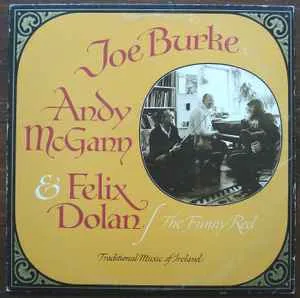 Joe Burke
Andy
McGann
& Felix
Dolan
The Funny Reel
Traditional Music of Ireland